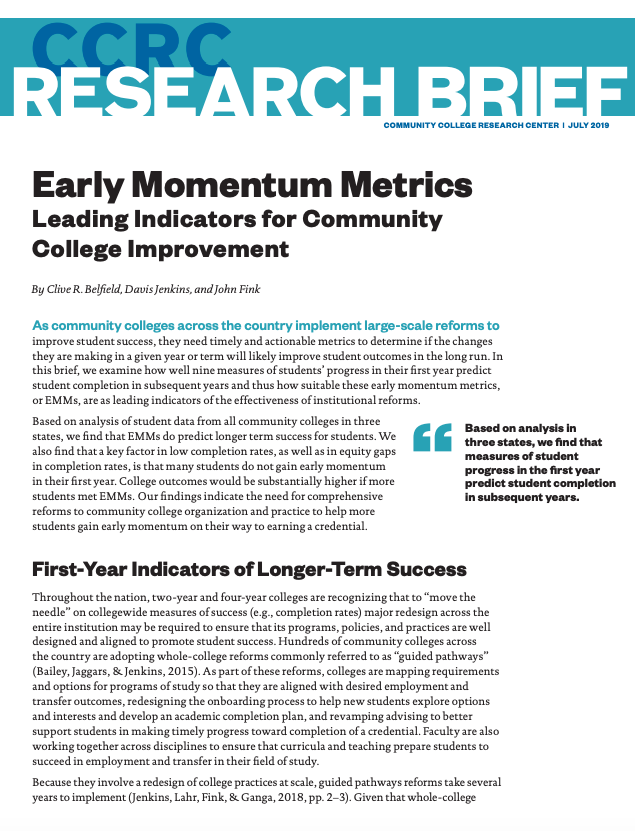 CCRC
RESEARCH BRIEF
COMMUNITY COLLEGE RESEARCH CENTER | JULY 2019
Early Momentum Metrics
Leading Indicators for Community
College Improvement
By Clive R. Belfield, Davis Jenkins, and John Fink
As community colleges across the country implement large-scale reforms to
improve student success, they need timely and actionable metrics to determine if the changes
they are making in a given year or term will likely improve student outcomes in the long run. In
this brief, we examine how well nine measures of students' progress in their first year predict
student completion in subsequent years and thus how suitable these early momentum metrics,
or EMMs, are as leading indicators of the effectiveness of institutional reforms.
Based on analysis of student data from all community colleges in three
states, we find that EMMs do predict longer term success for students. We
also find that a key factor in low completion rates, as well as in equity gaps
in completion rates, is that many students do not gain early momentum
in their first year. College outcomes would be substantially higher if more
students met EMMs. Our findings indicate the need for comprehensive
reforms to community college organization and practice to help more
students gain early momentum on their way to earning a credential.
“
Based on analysis in
three states, we find that
measures of student
progress in the first year
predict student completion
in subsequent years.
First-Year Indicators of Longer-Term Success
Throughout the nation, two-year and four-year colleges are recognizing that to “move the
needle” on collegewide measures of success (e.g., completion rates) major redesign across the
entire institution may be required to ensure that its programs, policies, and practices are well
designed and aligned to promote student success. Hundreds of community colleges across
the country are adopting whole-college reforms commonly referred to as “guided pathways”
(Bailey, Jaggars, & Jenkins, 2015). As part of these reforms, colleges are mapping requirements
and options for programs of study so that they are aligned with desired employment and
transfer outcomes, redesigning the onboarding process to help new students explore options
and interests and develop an academic completion plan, and revamping advising to better
support students in making timely progress toward completion of a credential. Faculty are also
working together across disciplines to ensure that curricula and teaching prepare students to
succeed in employment and transfer in their field of study.
Because they involve a redesign of college practices at scale, guided pathways reforms take several
years to implement (Jenkins, Lahr, Fink, & Ganga, 2018, pp. 2–3). Given that whole-college